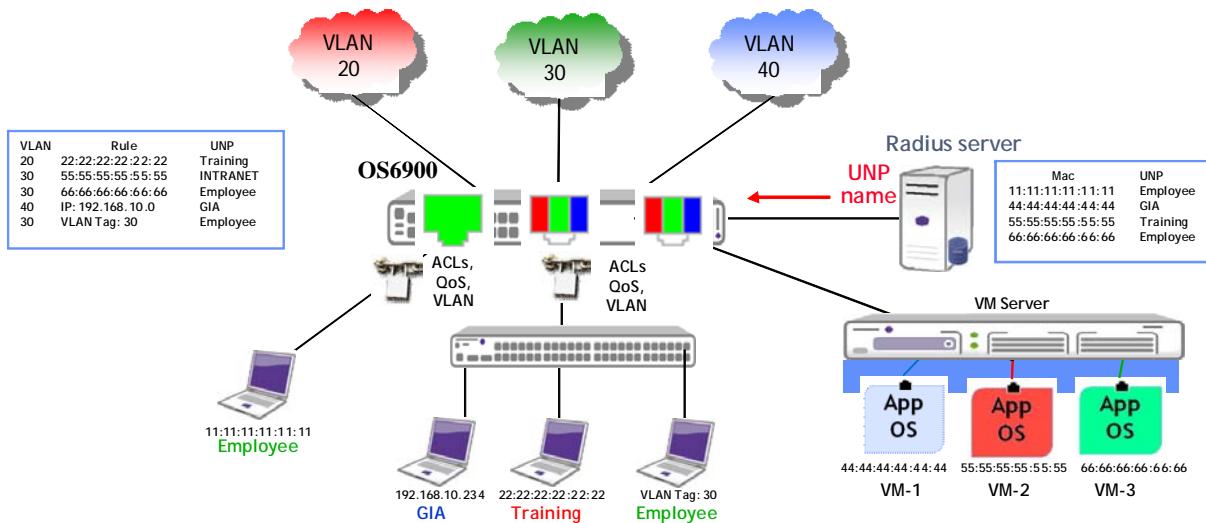 VLAN
20
VLAN
30
VLAN
40
VLAN Rule UNP
20 22:22:22:22:22:22 Training
30 55:55:55:55:55:55 INTRANET
30 66:66:66:66:66:66 Employee
40 IP: 192.168.10.0 GIA
30 VLAN Tag: 30 Employee
OS6900
UNP
name
Radius server
Mac UNP
11:11:11:11:11:11 Employee
44:44:44:44:44:44 GIA
55:55:55:55:55:55 Training
66:66:66:66:66:66 Employee
ACLs,
QoS,
VLAN
ACLs
QoS,
VLAN
VM Server
11:11:11:11:11:11
Employee
192.168.10.234
GIA
22:22:22:22:22:22
Training
VLAN Tag: 30
Employee
App
OS
App
OS
App
OS
44:44:44:44:44:44
VM-1
55:55:55:55:55:55
VM-2
66:66:66:66:66:66
VM-3